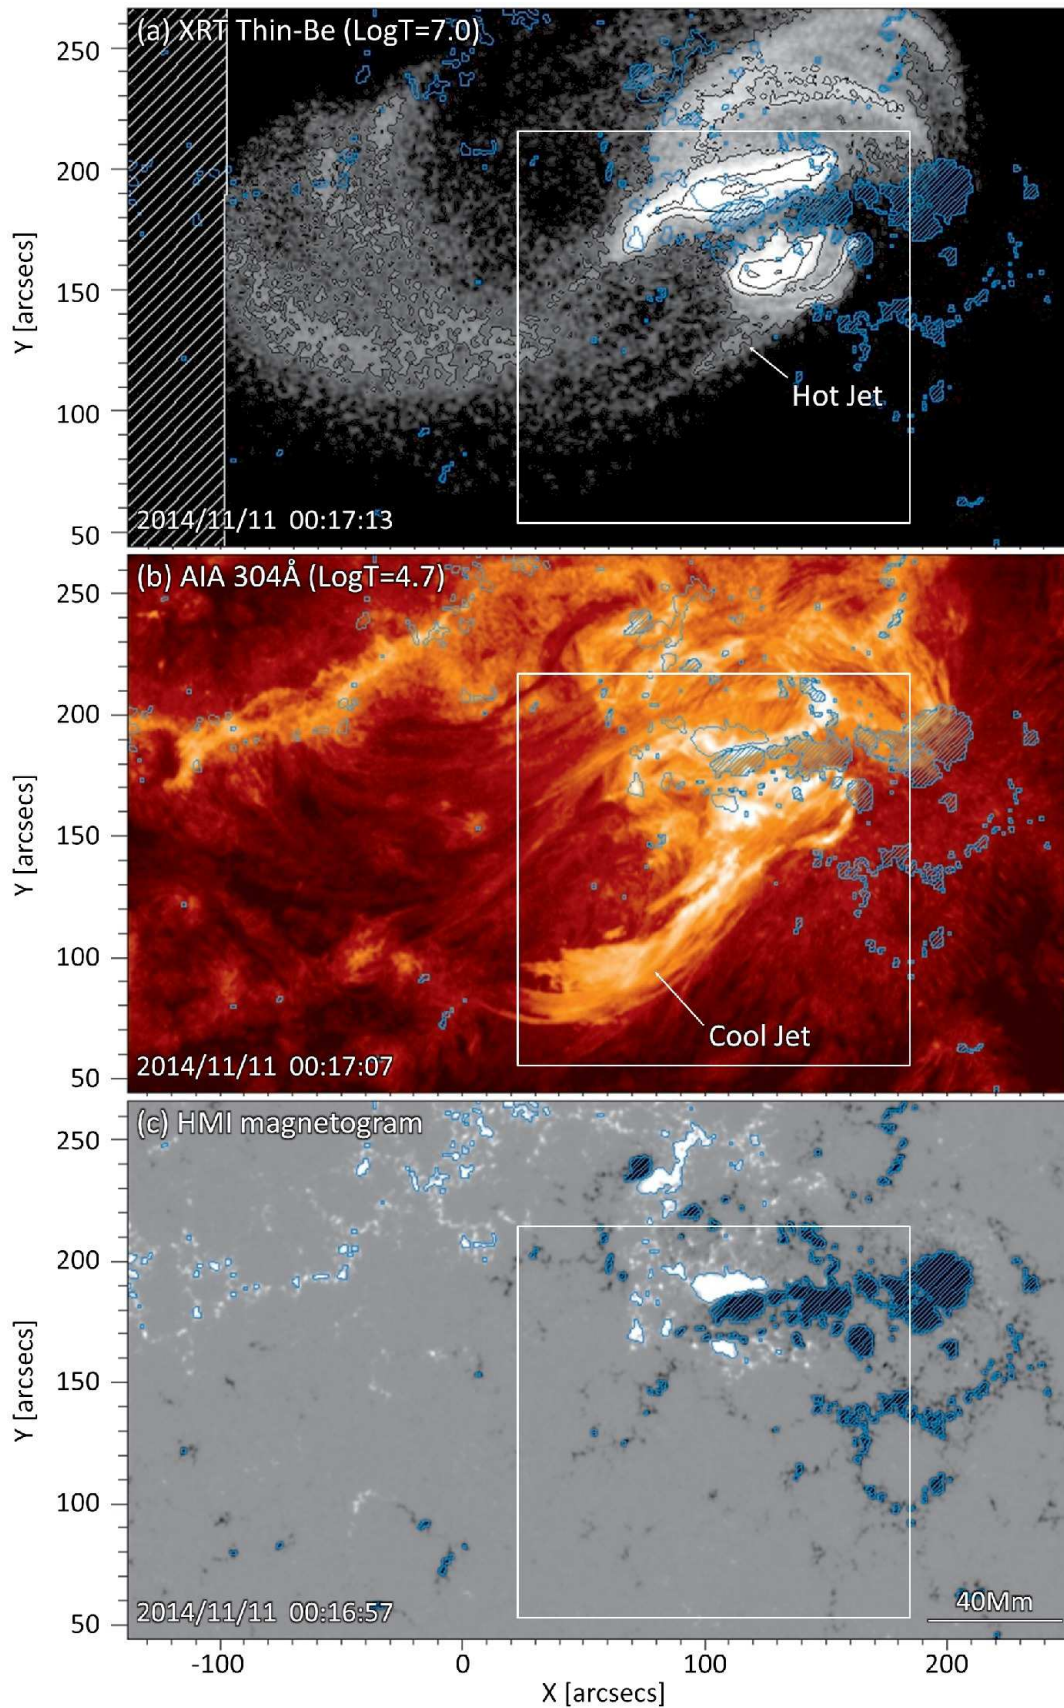 (a) XRT Thin-Be (LogT=7.0)
250
200
150
100
50
Y [arcsecs]
Hot Jet
2014/11/11 00:17:13
(b) AIA 304Å (LogT=4.7)
250
200
150
100
50
Y [arcsecs]
Cool Jet
2014/11/11 00:17:07
(c) HMI magnetogram
250
200
150
100
50
Y [arcsecs]
2014/11/11 00:16:57
40Mm
-100 0 100 200
X [arcsecs]